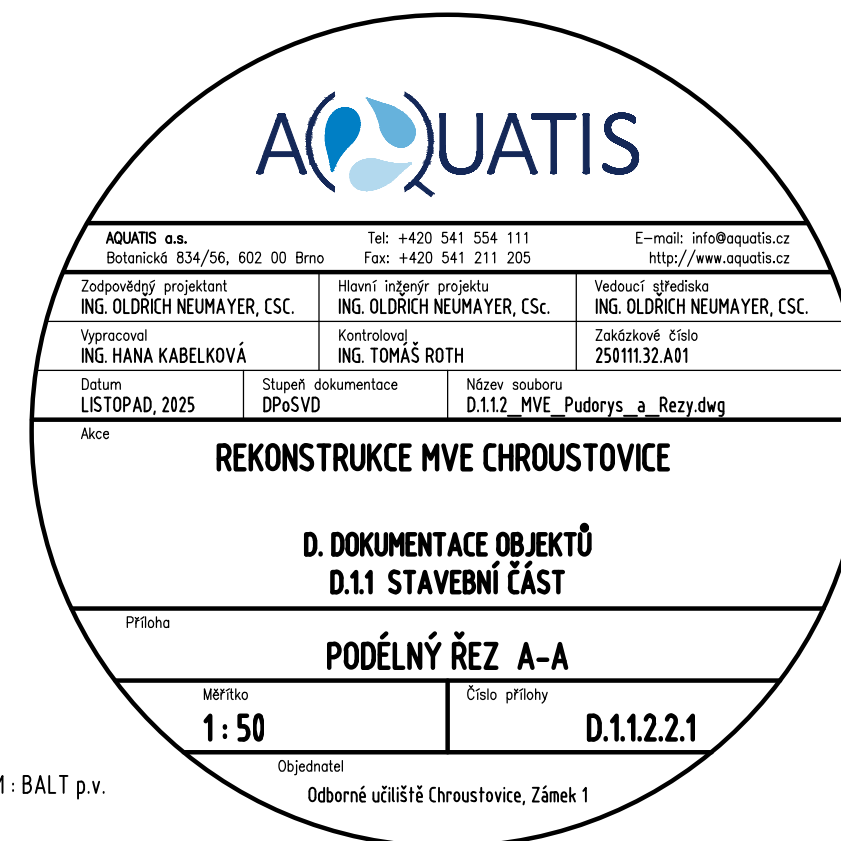 AQUATIS
AQUATIS a.s. Tel: +420 541 554 111 E-mail: info@aquatis.cz
Botanická 834/56, 602 00 Brno Fax: +420 541 211 205 http://www.aquatis.cz
Zodpovědný projektant Hlavní inženýr projektu Vedoucí střediska
ING. OLDŘICH NEUMAYER, CSC. ING. OLDŘICH NEUMAYER, CSc. ING. OLDŘICH NEUMAYER, CSC.
Vypracoval Kontroloval Zakázkové číslo
ING. HANA KABELKOVÁ ING. TOMÁŠ ROTH 250111.32.A01
Datum Stupeň dokumentace Název souboru
LISTOPAD, 2025 DPoSVD D.1.1.2_MVE_Pudorys_a_Rezy.dwg
Akce
REKONSTRUKCE MVE CHROUSTOVICE
D. DOKUMENTACE OBJEKTŮ
D.1.1 STAVEBNÍ ČÁST
Příloha
PODÉLNÝ ŘEZ A-A
Měřítko Číslo přílohy
1 : 50 D.1.1.2.2.1
Objednatel
: BALT p.v.
Odborné učiliště Chroustovice, Zámek 1